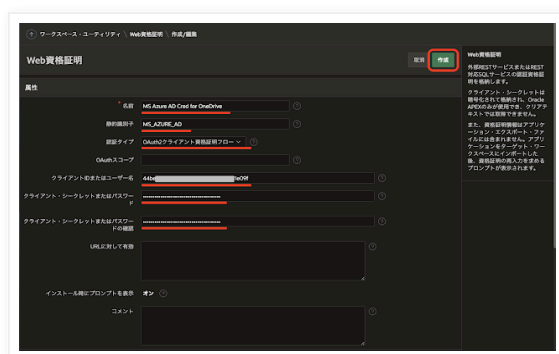 ワークスペース・ユーティリティ \ Web資格証明 \ 作成/編集
Web資格証明
取消
作成
属性
* 名前
MS Azure AD Cred for OneDrive
静的識別子
MS_AZURE_AD
認証タイプ
OAuth2クライアント資格証明フロー
OAuthスコープ
クライアントIDまたはユーザー名
44be
1e09f
クライアント・シークレットまたはパスワード
クライアント・シークレットまたはパスワードの確認
URLに対して有効
インストール時にプロンプトを表示
オン
コメント
Web資格証明
外部RESTサービスまたはREST
対応SQLサービスの認証資格証
明を格納します。
クライアント・シークレットは
暗号化されて格納され、Oracle
APEXのみが使用でき、クリアテ
キストでは取得できません。
また、資格証明情報はアプリケ
ーション・エクスポート・ファ
イルには含まれません。アプリ
ケーションをターゲット・ワー
クスペースにインポートした
後、資格証明の再入力を求める
プロンプトが表示されます。